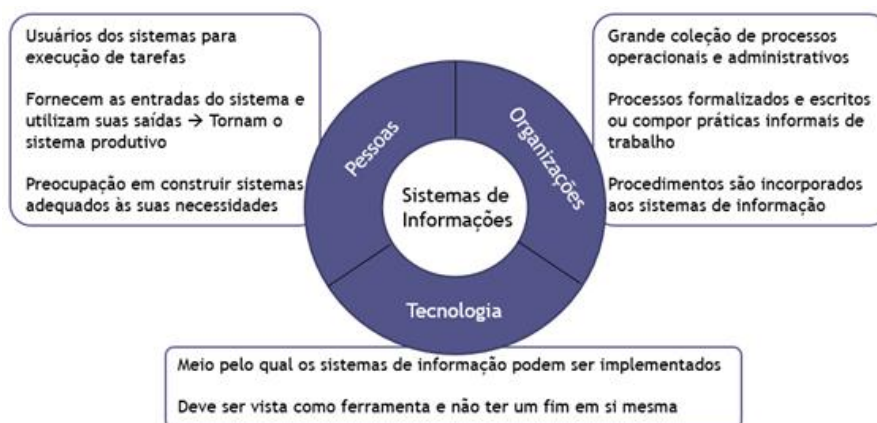 Usuários dos sistemas para
execução de tarefas
Fornecem as entradas do sistema e
utilizam suas saídas → Tornam o
sistema produtivo
Preocupação em construir sistemas
adequados às suas necessidades
Pessoas
Organizações
Sistemas de
Informações
Tecnologia
Grande coleção de processos
operacionais e administrativos
Processos formalizados e escritos
ou compor práticas informais de
trabalho
Procedimentos são incorporados
aos sistemas de informação
Meio pelo qual os sistemas de informação podem ser implementados
Deve ser vista como ferramenta e não ter um fim em si mesma